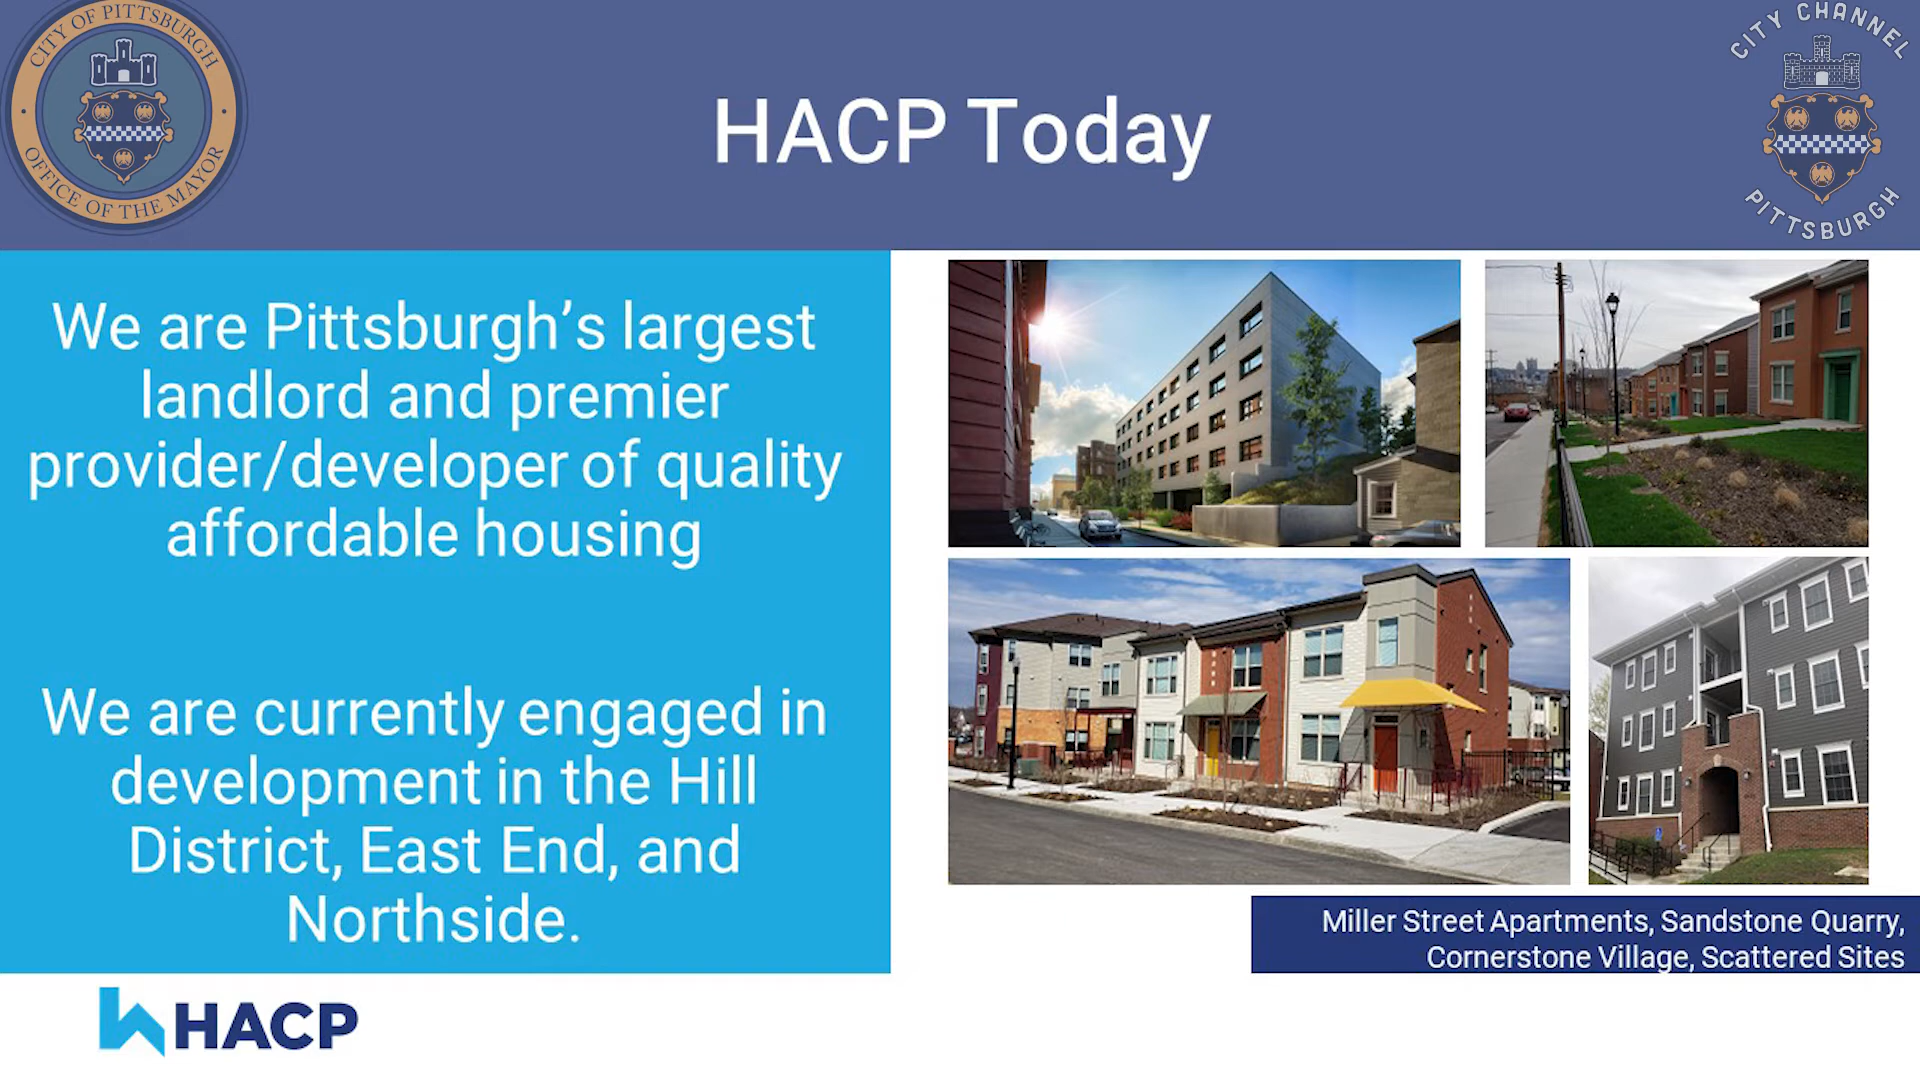 CITY OF PITTSBURGH
OFFICE OF THE MAYOR
CITY CHANNEL
PITTSBURGH
HACP Today
We are Pittsburgh’s largest
landlord and premier
provider/developer of quality
affordable housing
We are currently engaged in
development in the Hill
District, East End, and
Northside.
Miller Street Apartments, Sandstone Quarry,
Cornerstone Village, Scattered Sites
HACP